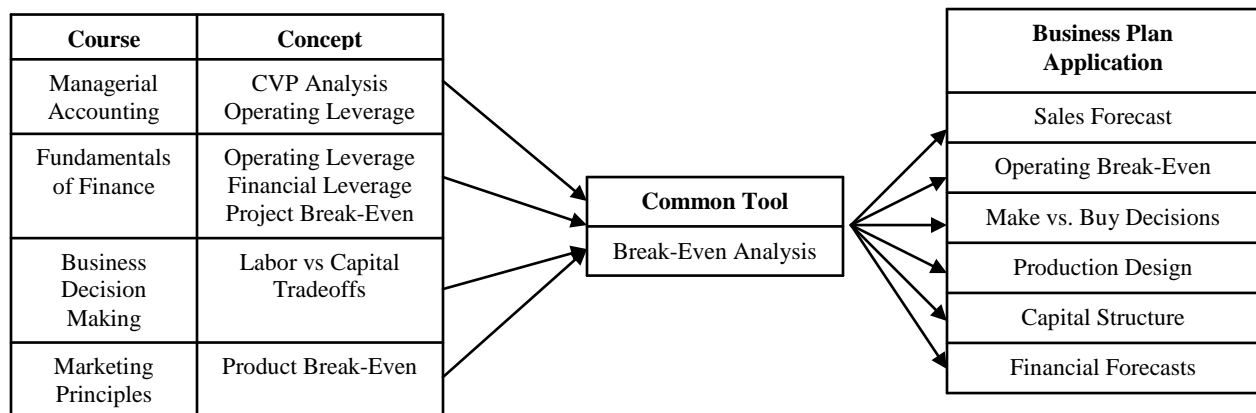 Course
Concept
Managerial
Accounting
CVP Analysis
Operating Leverage
Fundamentals
of Finance
Operating Leverage
Financial Leverage
Project Break-Even
Business
Decision
Making
Labor vs Capital
Tradeoffs
Marketing
Principles
Product Break-Even
Common Tool
Break-Even Analysis
Business Plan
Application
Sales Forecast
Operating Break-Even
Make vs. Buy Decisions
Production Design
Capital Structure
Financial Forecasts